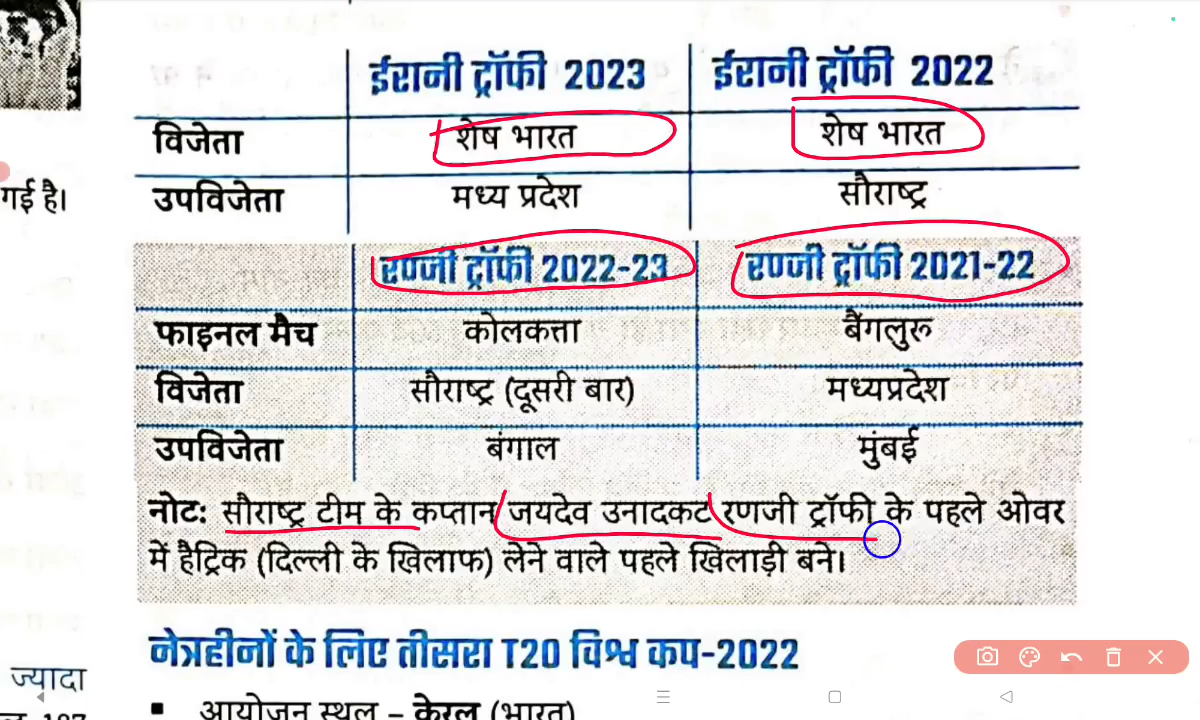 ईरानी ट्रॉफी 2023 ईरानी ट्रॉफी 2022
विजेता शेष भारत शेष भारत
गई है।
उपविजेता मध्य प्रदेश सौराष्ट्र
रणजी ट्रॉफी 2022-23 रणजी ट्रॉफी 2021-22
फाइनल मैच कोलकत्ता बैंगलुरू
विजेता सौराष्ट्र (दूसरी बार) मध्यप्रदेश
उपविजेता बंगाल मुंबई
नोटः सौराष्ट्र टीम के कप्तान जयदेव उनादकट रणजी ट्रॉफी के पहले ओवर
में हैट्रिक (दिल्ली के खिलाफ) लेने वाले पहले खिलाड़ी बने।
नेत्रहीनों के लिए तीसरा T20 विश्व कप-2022
ज्यादा
▪ आयोजन स्थल – केरल (भारत)